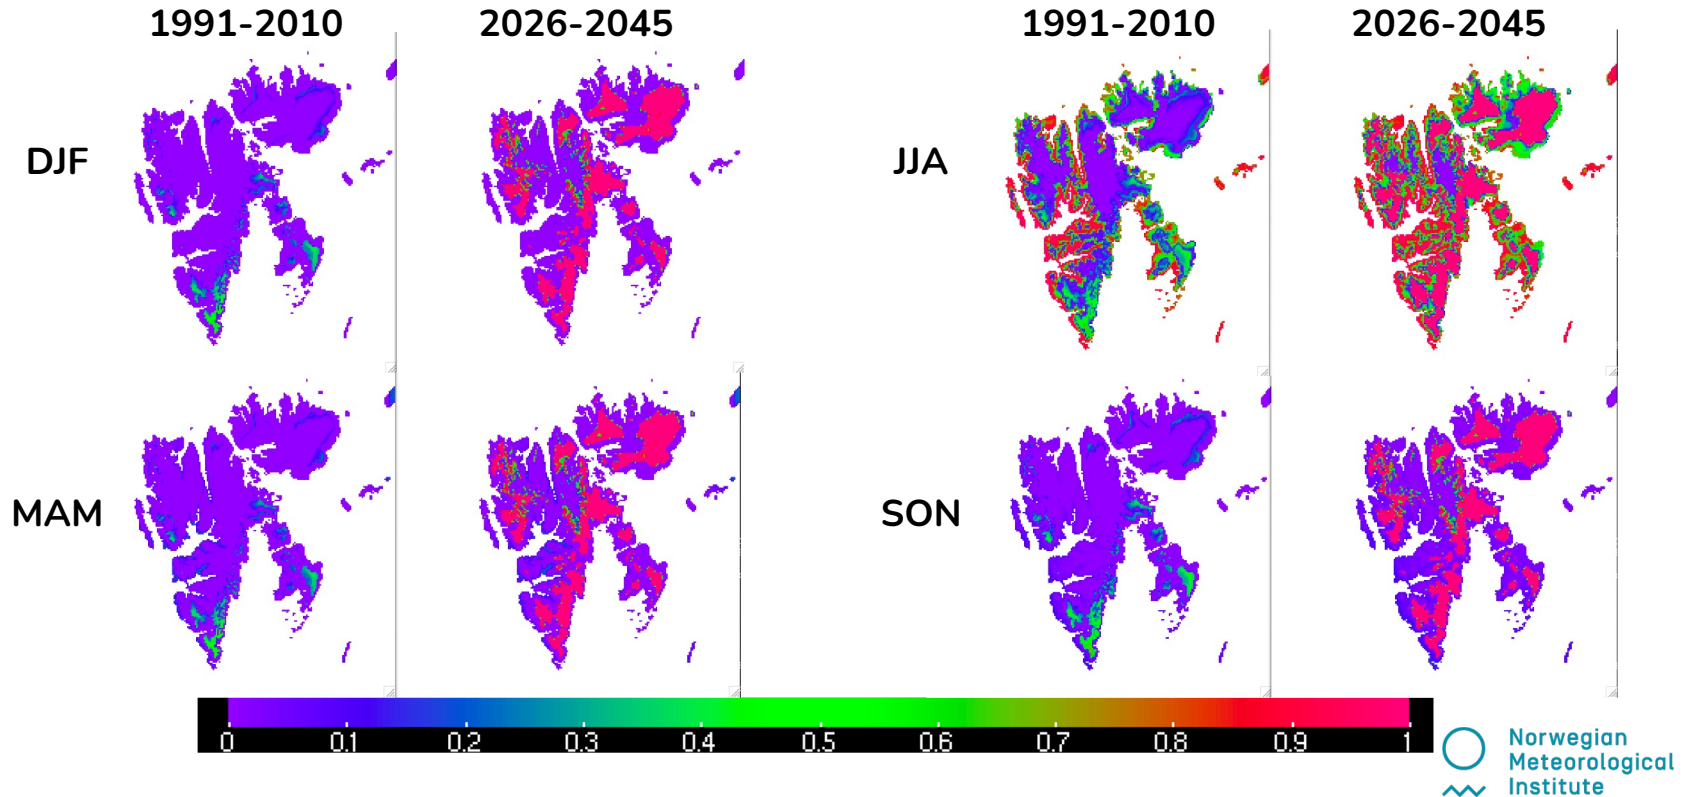 1991-2010 2026-2045 1991-2010 2026-2045
DJF JJA
MAM SON
0 0.1 0.2 0.3 0.4 0.5 0.6 0.7 0.8 0.9 1
Norwegian
Meteorological
Institute